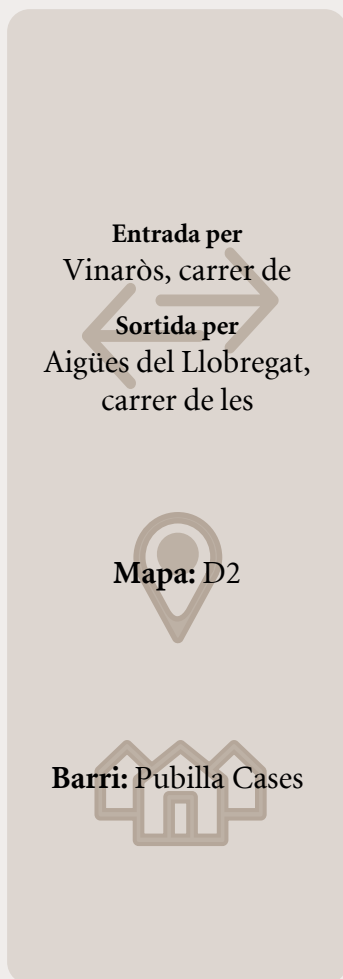 Entrada per
Vinaròs, carrer de
Sortida per
Aigües del Llobregat,
carrer de les
Mapa: D2
Barri: Pubilla Cases